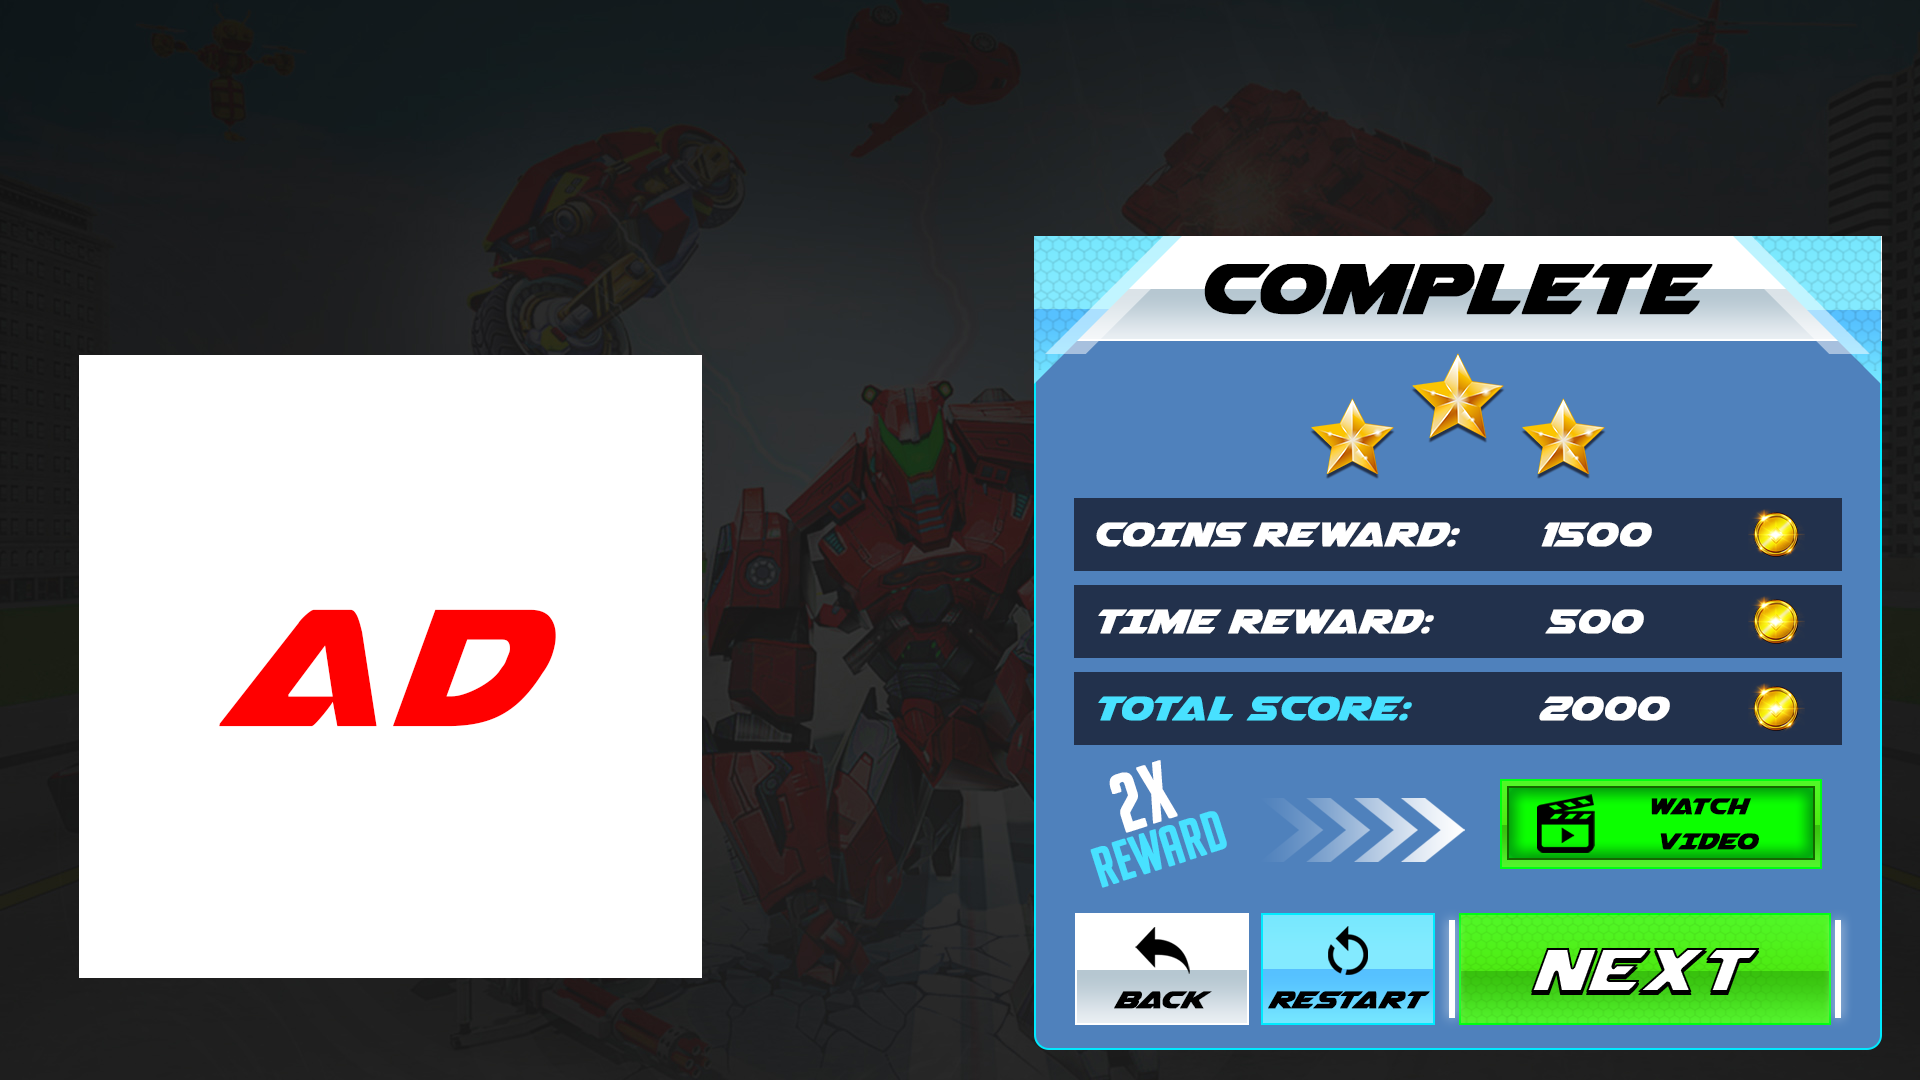 AD
COMPLETE
COINS REWARD: 1500
TIME REWARD: 500
TOTAL SCORE: 2000
2X
REWARD
WATCH
VIDEO
BACK
RESTART
NEXT